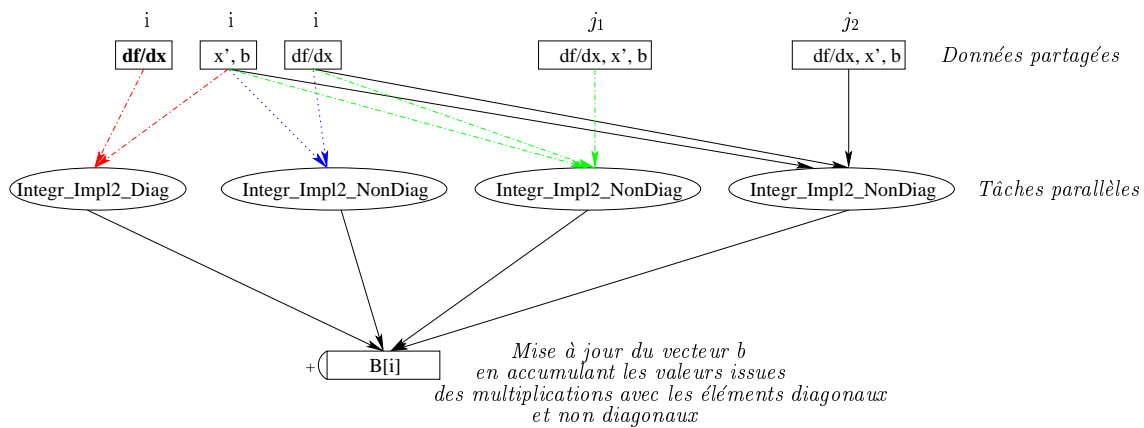 i i i j₁ j₂
df/dx x', b df/dx df/dx, x', b df/dx, x', b Données partagées
Integr_Impl2_Diag Integr_Impl2_NonDiag Integr_Impl2_NonDiag Integr_Impl2_NonDiag Tâches parallèles
+ B[i]
Mise à jour du vecteur b
en accumulant les valeurs issues
des multiplications avec les éléments diagonaux
et non diagonaux